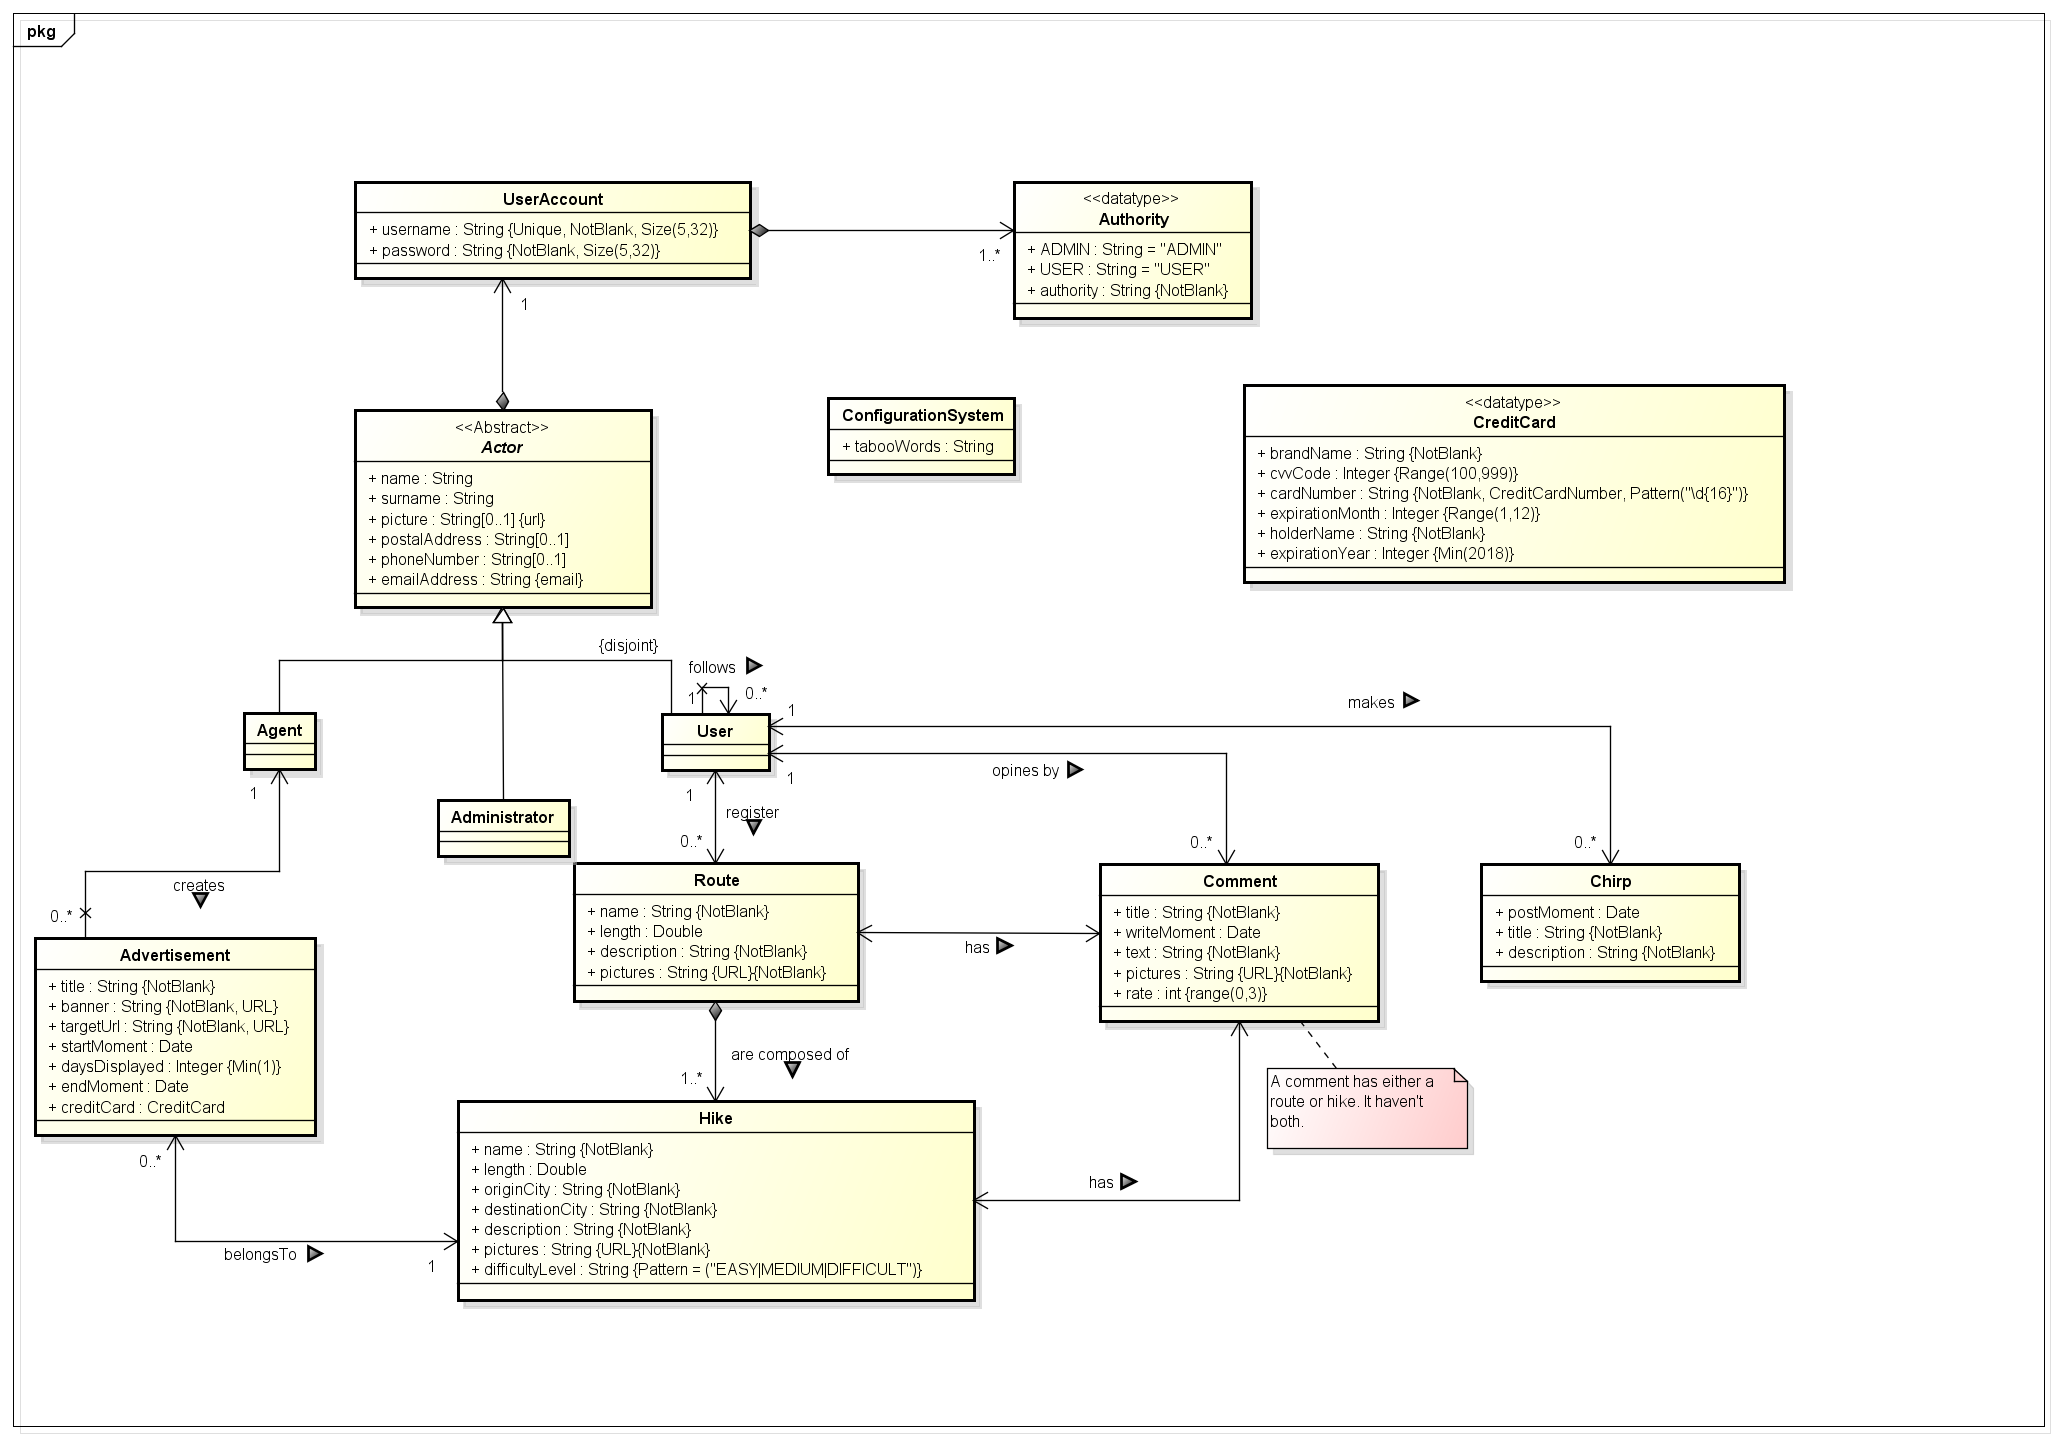 pkg
UserAccount
+ username : String {Unique, NotBlank, Size(5,32)}
+ password : String {NotBlank, Size(5,32)}
1..*
<<datatype>>
Authority
+ ADMIN : String = "ADMIN"
+ USER : String = "USER"
+ authority : String {NotBlank}
1
<<Abstract>>
Actor
+ name : String
+ surname : String
+ picture : String[0..1] {url}
+ postalAddress : String[0..1]
+ phoneNumber : String[0..1]
+ emailAddress : String {email}
ConfigurationSystem
+ tabooWords : String
<<datatype>>
CreditCard
+ brandName : String {NotBlank}
+ cvvCode : Integer {Range(100,999)}
+ cardNumber : String {NotBlank, CreditCardNumber, Pattern("\d{16}")}
+ expirationMonth : Integer {Range(1,12)}
+ holderName : String {NotBlank}
+ expirationYear : Integer {Min(2018)}
{disjoint}
follows
1
0..*
1
makes
Agent
User
1
opines by
1
1
register
0..*
0..*
0..*
Administrator
creates
0..*
Route
+ name : String {NotBlank}
+ length : Double
+ description : String {NotBlank}
+ pictures : String {URL}{NotBlank}
has
Comment
+ title : String {NotBlank}
+ writeMoment : Date
+ text : String {NotBlank}
+ pictures : String {URL}{NotBlank}
+ rate : int {range(0,3)}
Chirp
+ postMoment : Date
+ title : String {NotBlank}
+ description : String {NotBlank}
Advertisement
+ title : String {NotBlank}
+ banner : String {NotBlank, URL}
+ targetUrl : String {NotBlank, URL}
+ startMoment : Date
+ daysDisplayed : Integer {Min(1)}
+ endMoment : Date
+ creditCard : CreditCard
are composed of
1..*
A comment has either a
route or hike. It haven't
both.
Hike
+ name : String {NotBlank}
+ length : Double
+ originCity : String {NotBlank}
+ destinationCity : String {NotBlank}
+ description : String {NotBlank}
+ pictures : String {URL}{NotBlank}
+ difficultyLevel : String {Pattern = ("EASY|MEDIUM|DIFFICULT")}
0..*
has
belongsTo
1